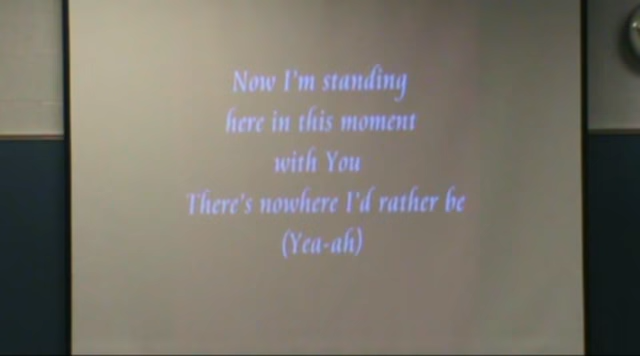 Now I'm standing
here in this moment
with You
There's nowhere I'd rather be
(Yea-ah)